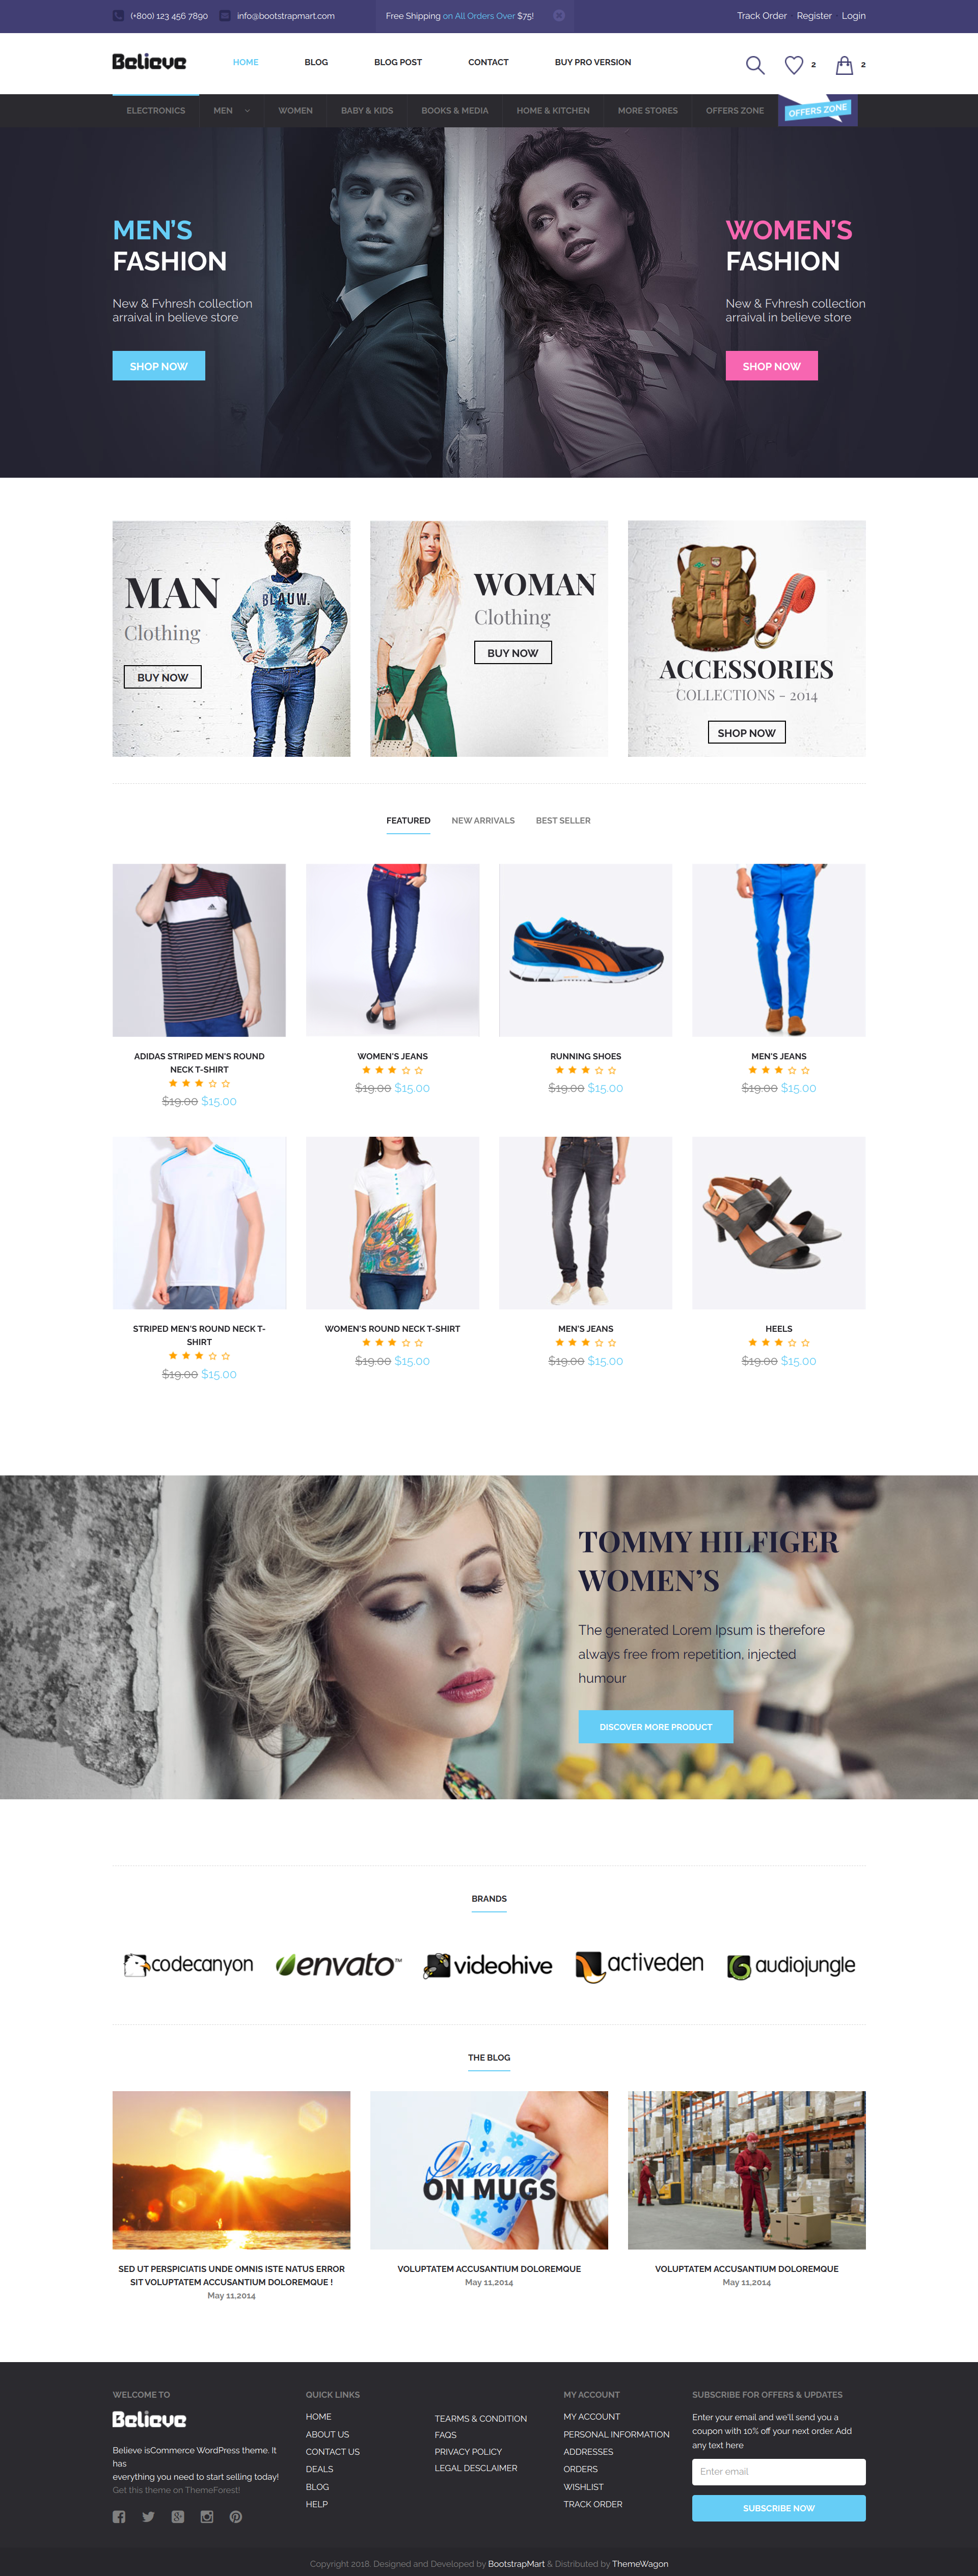 (+800) 123 456 7890 info@bootstrapmart.com Free Shipping on All Orders Over $75! Track Order Register Login
Believe HOME BLOG BLOG POST CONTACT BUY PRO VERSION 2 2
ELECTRONICS MEN WOMEN BABY & KIDS BOOKS & MEDIA HOME & KITCHEN MORE STORES OFFERS ZONE OFFERS ZONE
MEN'S
FASHION
New & Fvhresh collection
arraival in believe store
SHOP NOW
WOMEN'S
FASHION
New & Fvhresh collection
arraival in believe store
SHOP NOW
MAN
Clothing
BUY NOW
BLAUW.
WOMAN
Clothing
BUY NOW
ACCESSORIES
COLLECTIONS - 2014
SHOP NOW
FEATURED NEW ARRIVALS BEST SELLER
ADIDAS STRIPED MEN'S ROUND
NECK T-SHIRT
$19.00 $15.00
WOMEN'S JEANS
$19.00 $15.00
RUNNING SHOES
$19.00 $15.00
MEN'S JEANS
$19.00 $15.00
STRIPED MEN'S ROUND NECK T-
SHIRT
$19.00 $15.00
WOMEN'S ROUND NECK T-SHIRT
$19.00 $15.00
MEN'S JEANS
$19.00 $15.00
HEELS
$19.00 $15.00
TOMMY HILFIGER
WOMEN'S
The generated Lorem Ipsum is therefore
always free from repetition, injected
humour
DISCOVER MORE PRODUCT
BRANDS
codecanyon envato™ videohive activeden audiojungle
THE BLOG
Discount
ON MUGS
SED UT PERSPICIATIS UNDE OMNIS ISTE NATUS ERROR
SIT VOLUPTATEM ACCUSANTIUM DOLOREMQUE !
May 11,2014
VOLUPTATEM ACCUSANTIUM DOLOREMQUE
May 11,2014
VOLUPTATEM ACCUSANTIUM DOLOREMQUE
May 11,2014
WELCOME TO
Believe
Believe isCommerce WordPress theme. It
has
everything you need to start selling today!
Get this theme on ThemeForest!
QUICK LINKS
HOME
ABOUT US
CONTACT US
DEALS
BLOG
HELP
TEARMS & CONDITION
FAQS
PRIVACY POLICY
LEGAL DESCLAIMER
MY ACCOUNT
MY ACCOUNT
PERSONAL INFORMATION
ADDRESSES
ORDERS
WISHLIST
TRACK ORDER
SUBSCRIBE FOR OFFERS & UPDATES
Enter your email and we'll send you a
coupon with 10% off your next order. Add
any text here
Enter email
SUBSCRIBE NOW
Copyright 2018. Designed and Developed by BootstrapMart & Distributed by ThemeWagon